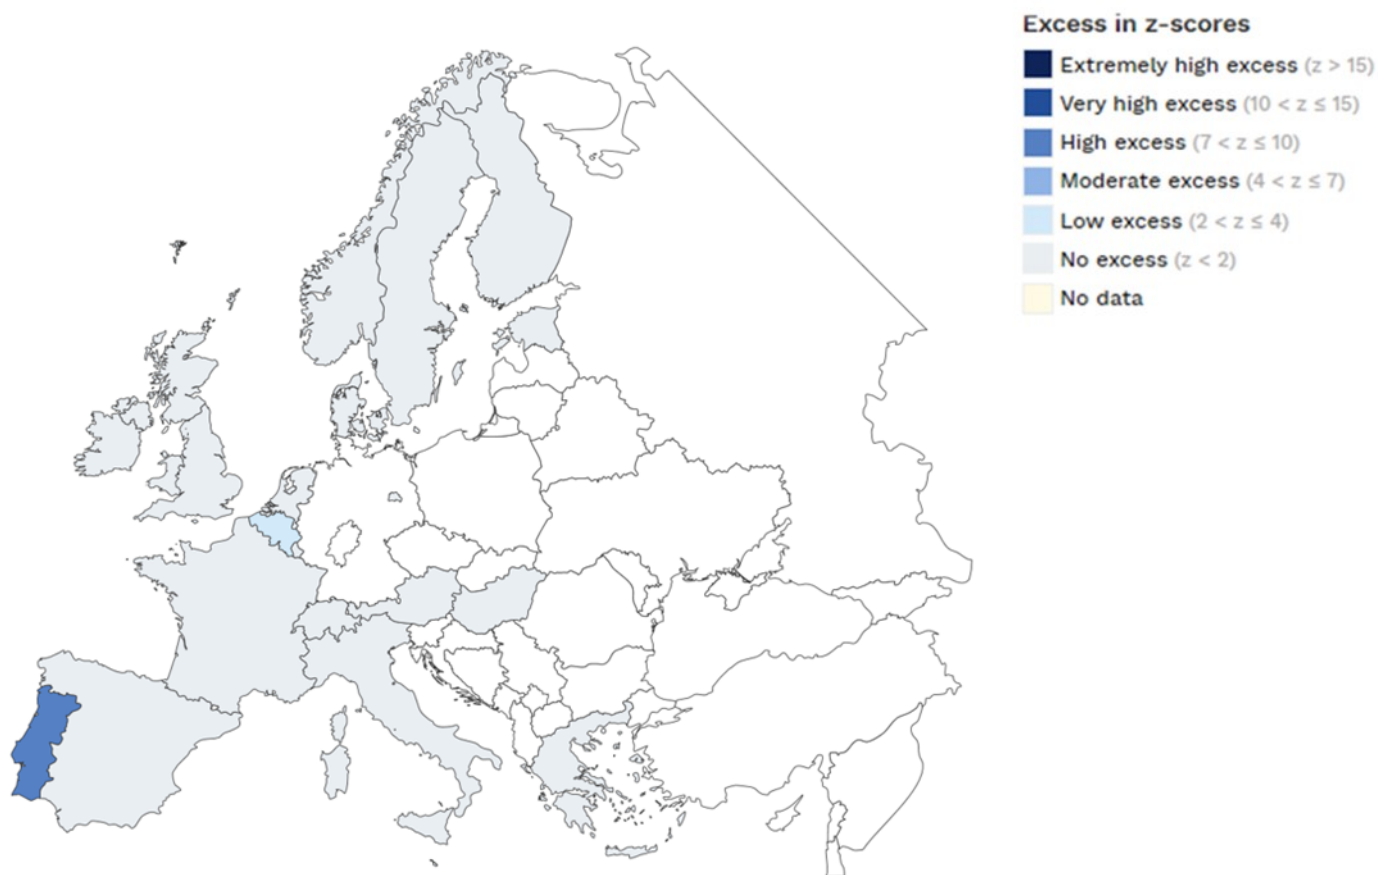 Excess in z-scores
Extremely high excess (z > 15)
Very high excess (10 < z ≤ 15)
High excess (7 < z ≤ 10)
Moderate excess (4 < z ≤ 7)
Low excess (2 < z ≤ 4)
No excess (z < 2)
No data